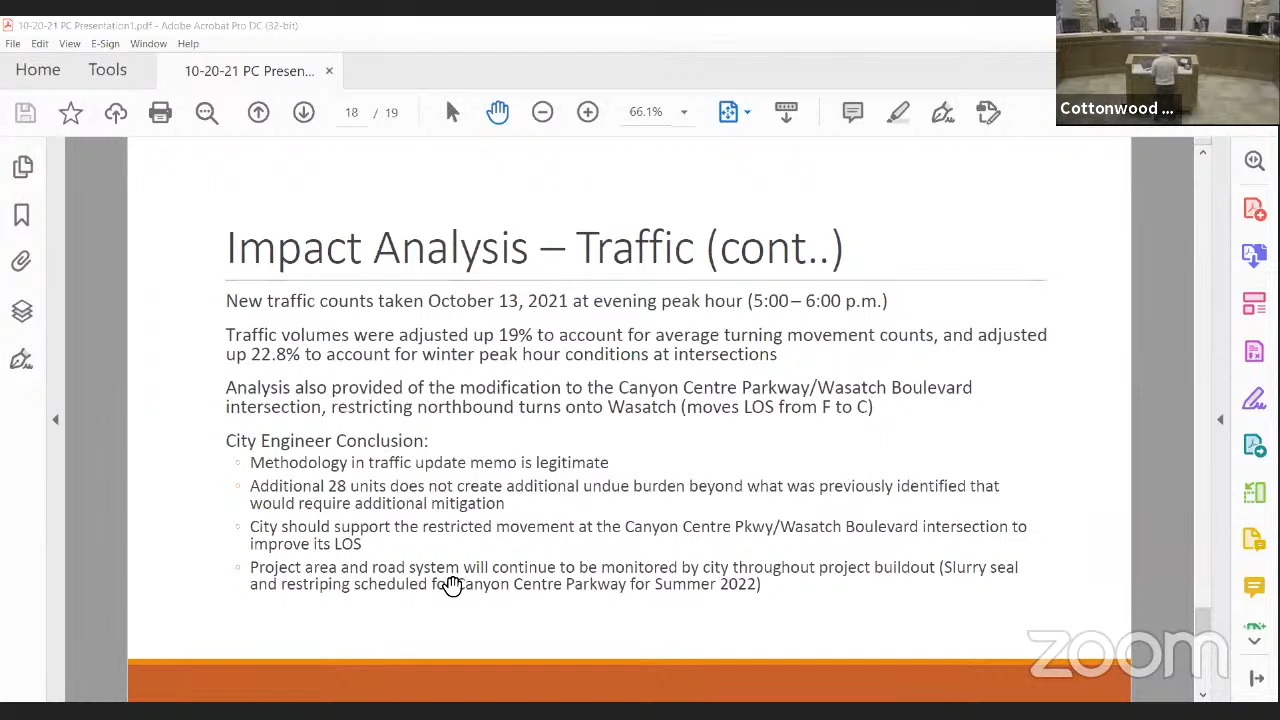 10-20-21 PC Presentation1.pdf - Adobe Acrobat Pro DC (32-bit)
File Edit View E-Sign Window Help
Home Tools 10-20-21 PC Presen... ×
18 / 19 66.1%
Cottonwood ...
Impact Analysis – Traffic (cont..)
New traffic counts taken October 13, 2021 at evening peak hour (5:00 – 6:00 p.m.)
Traffic volumes were adjusted up 19% to account for average turning movement counts, and adjusted
up 22.8% to account for winter peak hour conditions at intersections
Analysis also provided of the modification to the Canyon Centre Parkway/Wasatch Boulevard
intersection, restricting northbound turns onto Wasatch (moves LOS from F to C)
City Engineer Conclusion:
◦ Methodology in traffic update memo is legitimate
◦ Additional 28 units does not create additional undue burden beyond what was previously identified that
would require additional mitigation
◦ City should support the restricted movement at the Canyon Centre Pkwy/Wasatch Boulevard intersection to
improve its LOS
◦ Project area and road system will continue to be monitored by city throughout project buildout (Slurry seal
and restriping scheduled for Canyon Centre Parkway for Summer 2022)
zoom